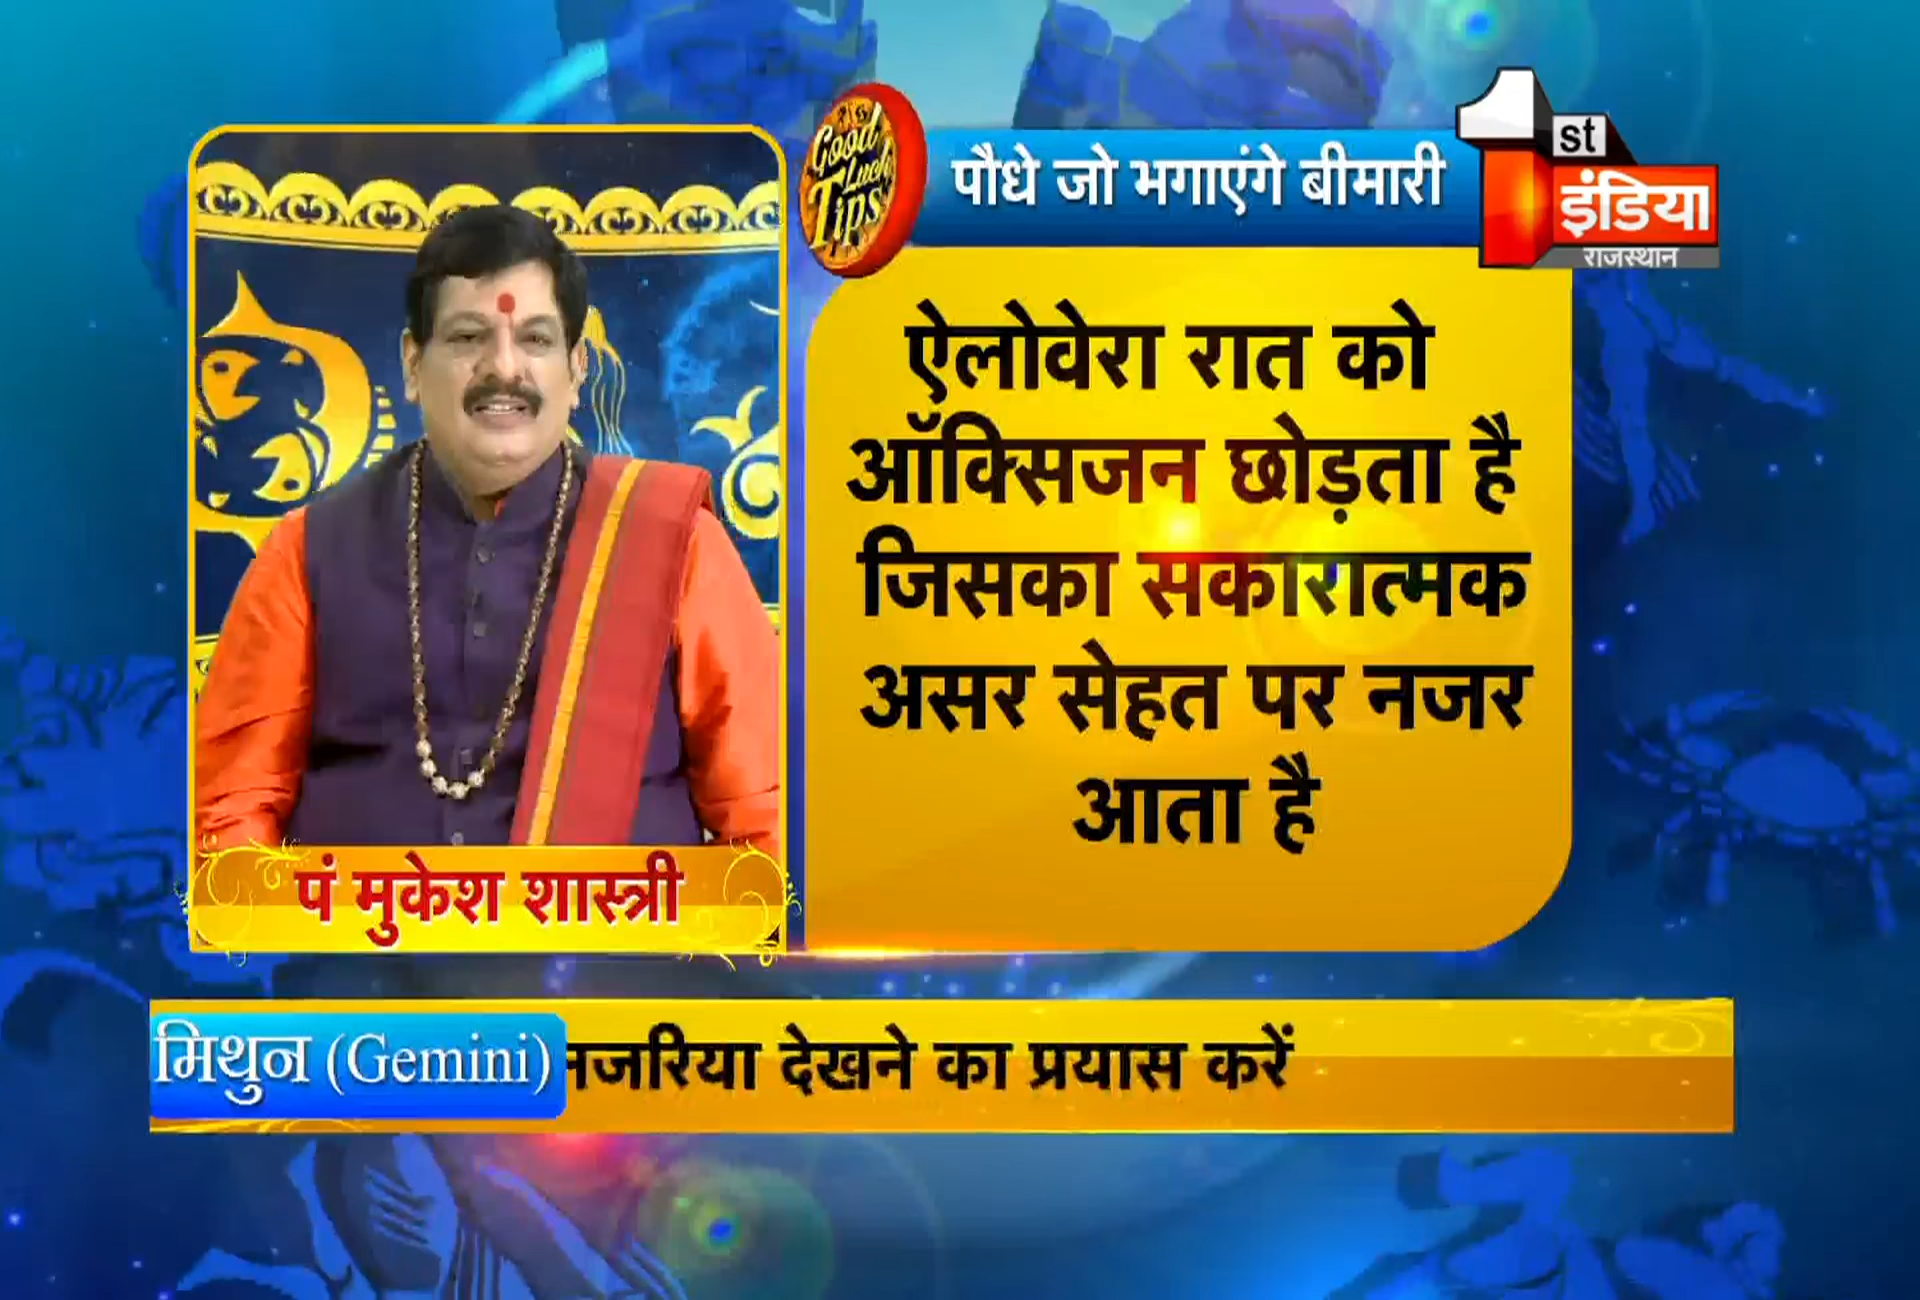 Good
Luck
Tips
पौधे जो भगाएंगे बीमारी
1st
इंडिया
राजस्थान
ऐलोवेरा रात को
ऑक्सिजन छोड़ता है
जिसका सकारात्मक
असर सेहत पर नजर
आता है
पं मुकेश शास्त्री
मिथुन (Gemini)
नजरिया देखने का प्रयास करें